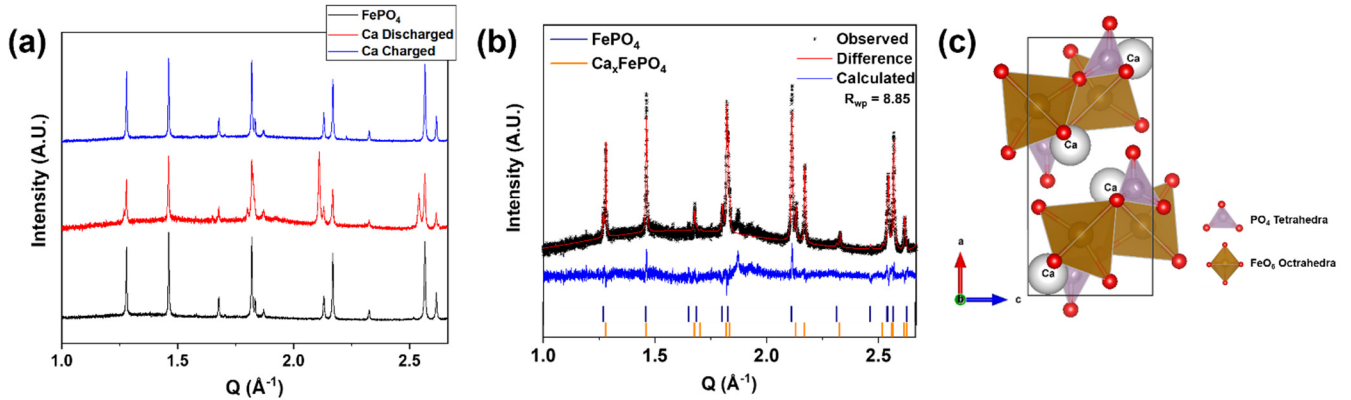 (a)
FePO4
Ca Discharged
Ca Charged
Intensity (A.U.)
1.0 1.5 2.0 2.5
Q (Å-1)
(b)
FePO4
CaxFePO4
Observed
Difference
Calculated
Rwp = 8.85
Intensity (A.U.)
1.0 1.5 2.0 2.5
Q (Å-1)
(c)
Ca
Ca
Ca
Ca
a
b
c
PO4 Tetrahedra
FeO6 Octrahedra